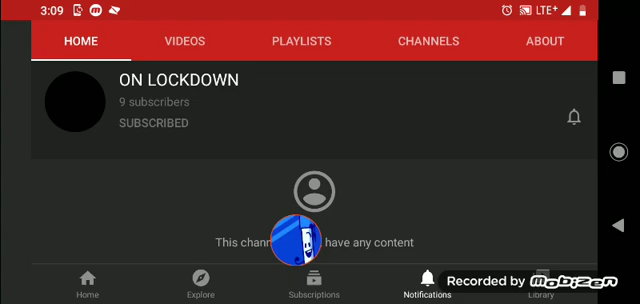 3:09
LTE+
HOME VIDEOS PLAYLISTS CHANNELS ABOUT
ON LOCKDOWN
9 subscribers
SUBSCRIBED
This have any content
Home Explore Subscriptions Notifications Library
Recorded by
mobizen